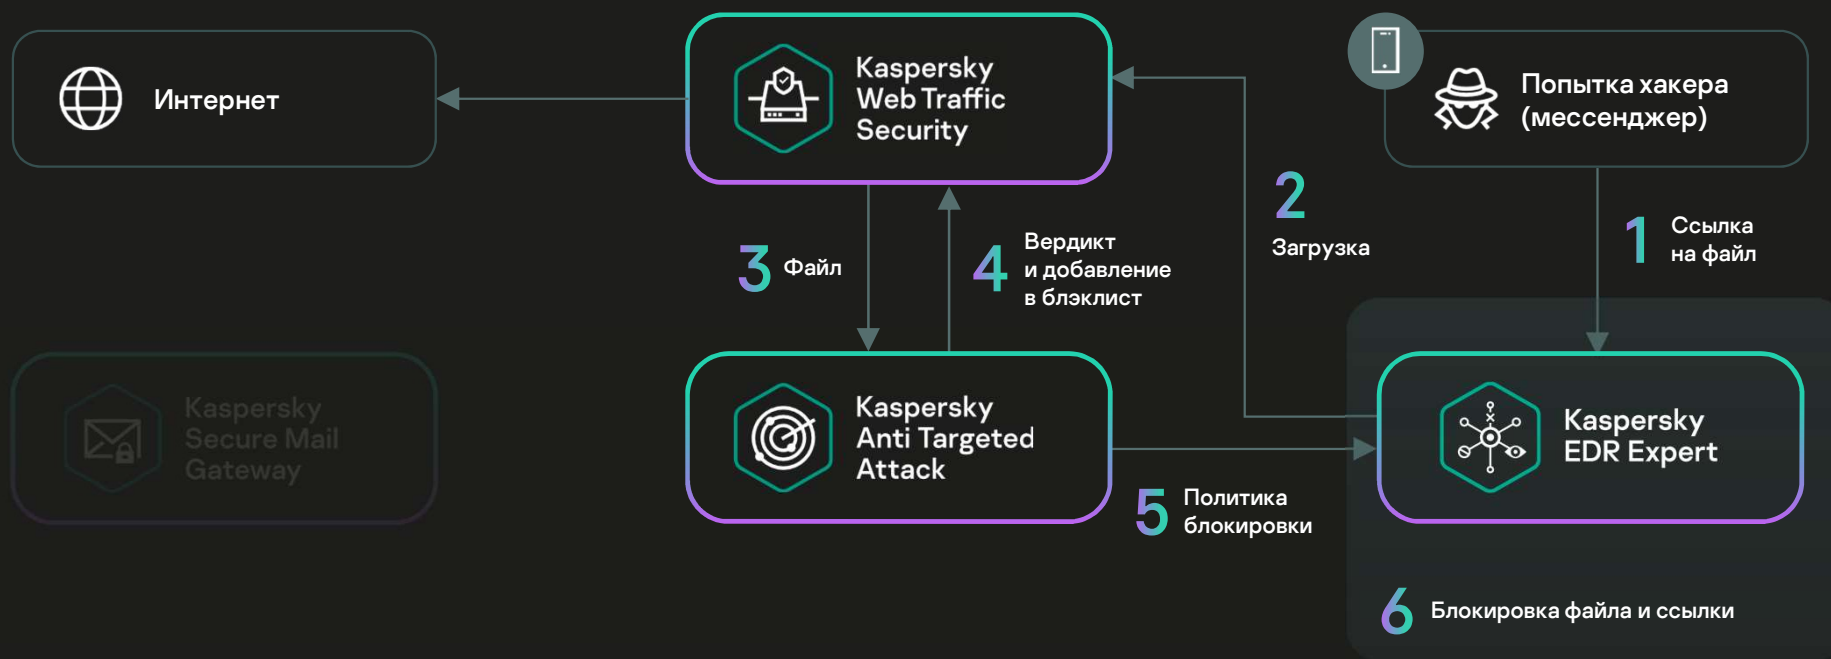 Интернет
Kaspersky
Web Traffic
Security
Попытка хакера
(мессенджер)
2
Загрузка
1
Ссылка
на файл
3
Файл
4
Вердикт
и добавление
в блэклист
Kaspersky
Secure Mail
Gateway
Kaspersky
Anti Targeted
Attack
Kaspersky
EDR Expert
5
Политика
блокировки
6
Блокировка файла и ссылки